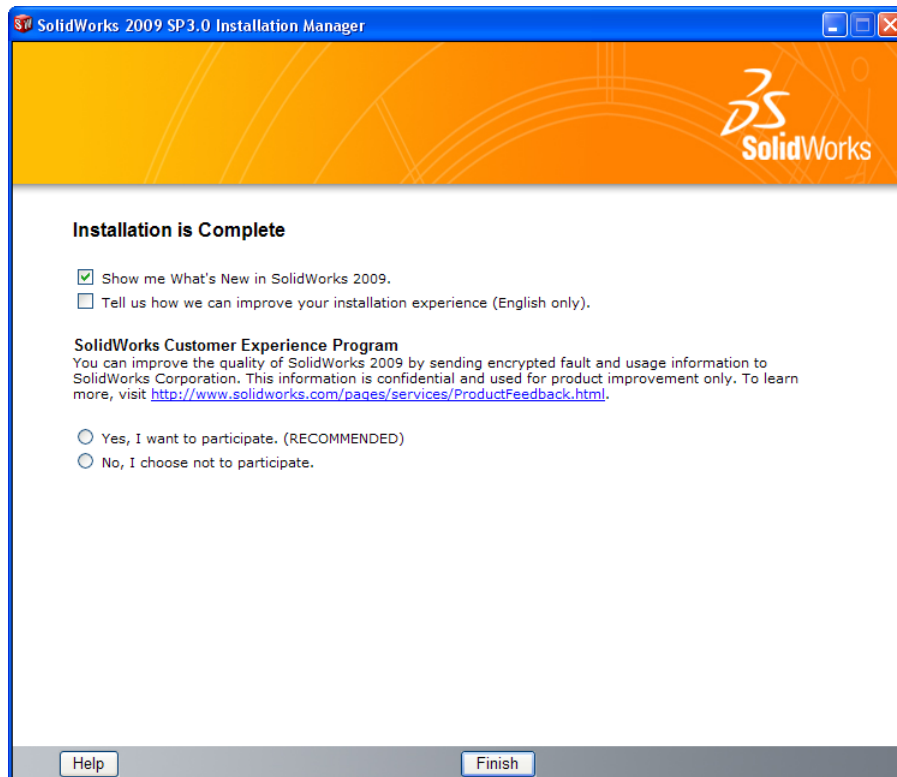 SolidWorks 2009 SP3.0 Installation Manager
SolidWorks
Installation is Complete
Show me What's New in SolidWorks 2009.
Tell us how we can improve your installation experience (English only).
SolidWorks Customer Experience Program
You can improve the quality of SolidWorks 2009 by sending encrypted fault and usage information to
SolidWorks Corporation. This information is confidential and used for product improvement only. To learn
more, visit http://www.solidworks.com/pages/services/ProductFeedback.html.
Yes, I want to participate. (RECOMMENDED)
No, I choose not to participate.
Help
Finish